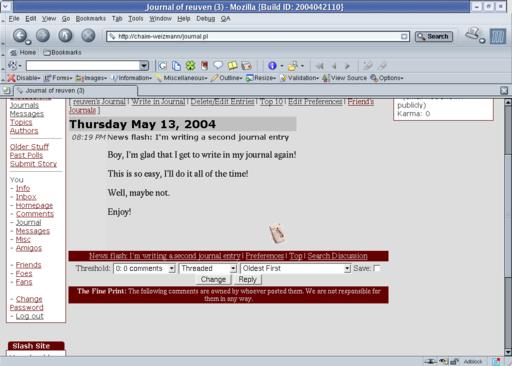 Journal of reuven (3) - Mozilla {Build ID: 2004042110}
File Edit View Go Bookmarks Tab Tools Window Help Debug QA
http://chaim-weizmann/journal.pl Search
Home Bookmarks
Disable Forms Images Information Miscellaneous Outline Resize Validation View Source Options
Journal of reuven (3)
Journals
Messages
Topics
Authors
Older Stuff
Past Polls
Submit Story
You
- Info
- Inbox
- Homepage
- Comments
- Journal
- Messages
- Misc
- Amigos
- Friends
- Foes
- Fans
- Change
Password
- Log out
Slash Site
[ reuven's Journal | Write in Journal | Delete/Edit Entries | Top 10 | Edit Preferences | Friend's
Journals ]
Thursday May 13, 2004
08:19 PM News flash: I'm writing a second journal entry
Boy, I'm glad that I get to write in my journal again!
This is so easy, I'll do it all of the time!
Well, maybe not.
Enjoy!
News flash: I'm writing a second journal entry | Preferences | Top | Search Discussion
Threshold: 0: 0 comments Threaded Oldest First Save:
Change Reply
The Fine Print: The following comments are owned by whoever posted them. We are not responsible for
them in any way.
publicly)
Karma: 0
Adblock